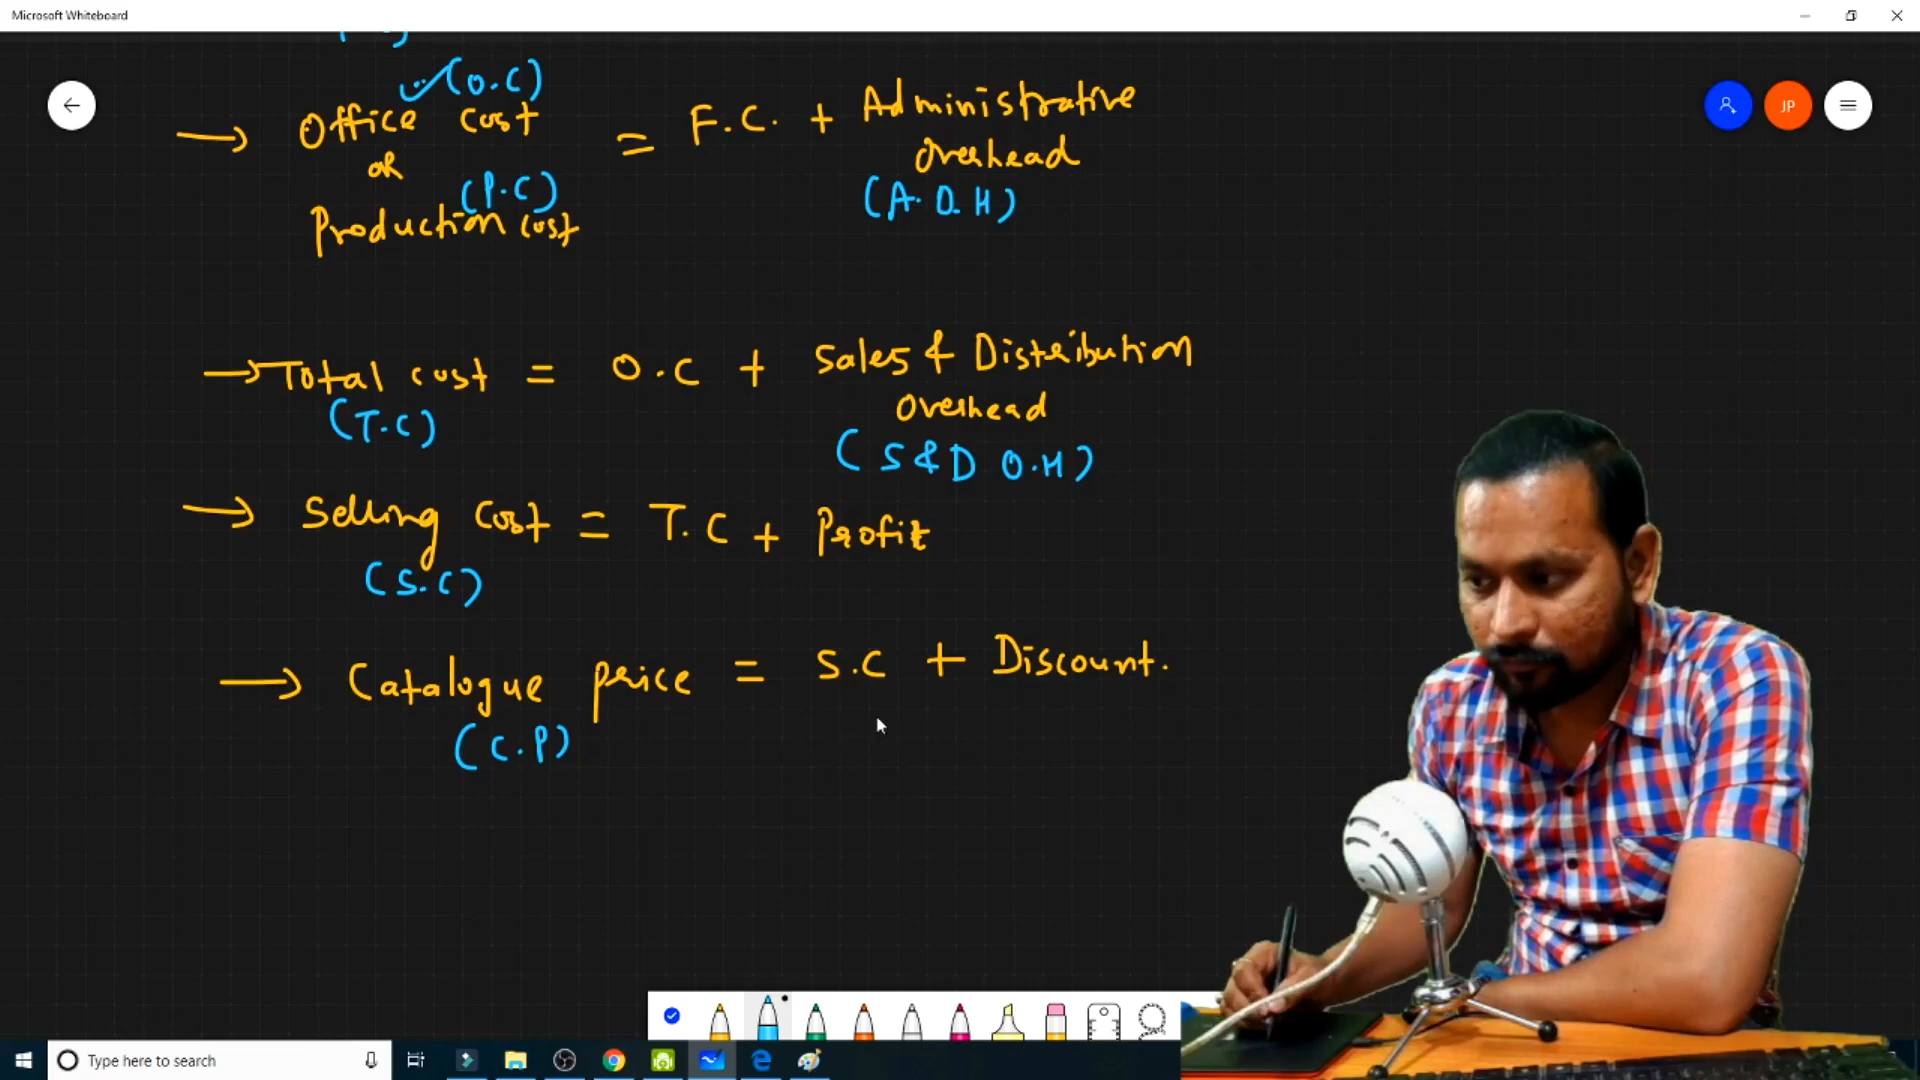 Microsoft Whiteboard
JP
(O.C)
→ Office cost = F.C. + Administrative
or
overhead
(P.C)
(A.O.H)
Production cost
→ Total cost = O.C + Sales & Distribution
Overhead
(T.C)
(S & D O.H)
→ Selling cost = T.C + Profit
(S.C)
→ Catalogue price = S.C + Discount.
(C.P)
Type here to search